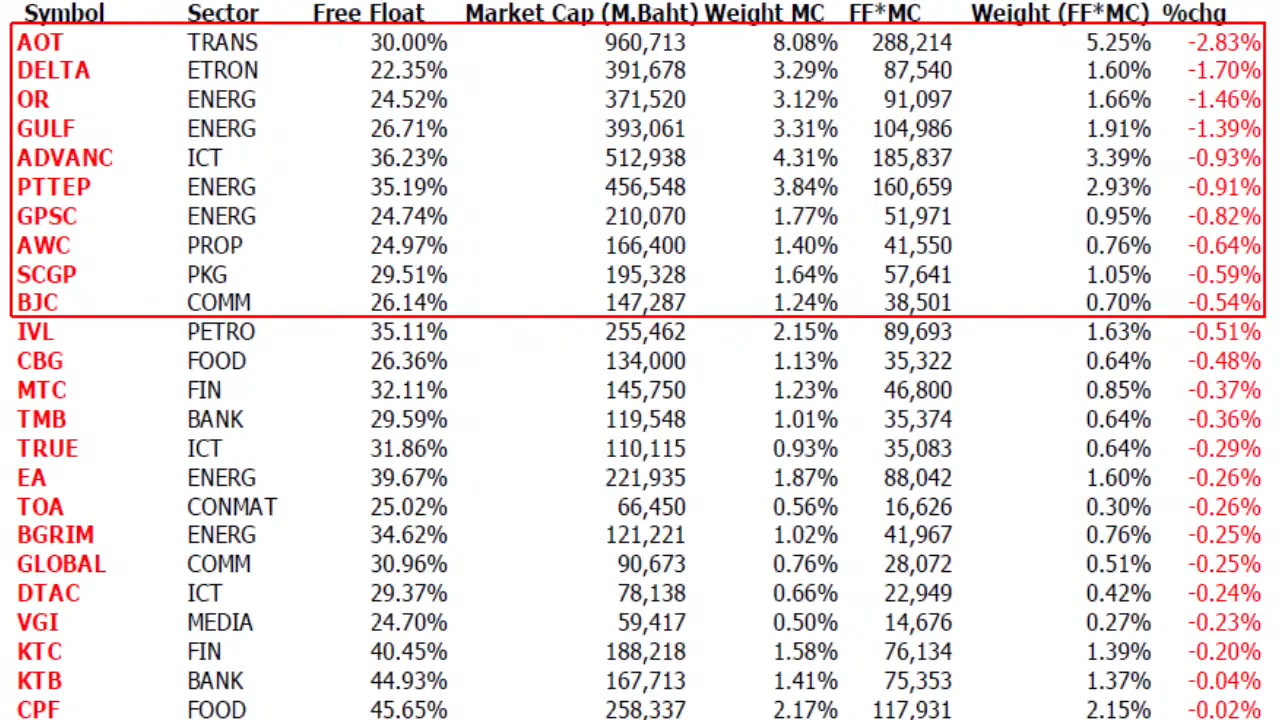 Symbol Sector Free Float Market Cap (M.Baht) Weight MC FF*MC Weight (FF*MC) %chg
AOT TRANS 30.00% 960,713 8.08% 288,214 5.25% -2.83%
DELTA ETRON 22.35% 391,678 3.29% 87,540 1.60% -1.70%
OR ENERG 24.52% 371,520 3.12% 91,097 1.66% -1.46%
GULF ENERG 26.71% 393,061 3.31% 104,986 1.91% -1.39%
ADVANC ICT 36.23% 512,938 4.31% 185,837 3.39% -0.93%
PTTEP ENERG 35.19% 456,548 3.84% 160,659 2.93% -0.91%
GPSC ENERG 24.74% 210,070 1.77% 51,971 0.95% -0.82%
AWC PROP 24.97% 166,400 1.40% 41,550 0.76% -0.64%
SCGP PKG 29.51% 195,328 1.64% 57,641 1.05% -0.59%
BJC COMM 26.14% 147,287 1.24% 38,501 0.70% -0.54%
IVL PETRO 35.11% 255,462 2.15% 89,693 1.63% -0.51%
CBG FOOD 26.36% 134,000 1.13% 35,322 0.64% -0.48%
MTC FIN 32.11% 145,750 1.23% 46,800 0.85% -0.37%
TMB BANK 29.59% 119,548 1.01% 35,374 0.64% -0.36%
TRUE ICT 31.86% 110,115 0.93% 35,083 0.64% -0.29%
EA ENERG 39.67% 221,935 1.87% 88,042 1.60% -0.26%
TOA CONMAT 25.02% 66,450 0.56% 16,626 0.30% -0.26%
BGRIM ENERG 34.62% 121,221 1.02% 41,967 0.76% -0.25%
GLOBAL COMM 30.96% 90,673 0.76% 28,072 0.51% -0.25%
DTAC ICT 29.37% 78,138 0.66% 22,949 0.42% -0.24%
VGI MEDIA 24.70% 59,417 0.50% 14,676 0.27% -0.23%
KTC FIN 40.45% 188,218 1.58% 76,134 1.39% -0.20%
KTB BANK 44.93% 167,713 1.41% 75,353 1.37% -0.04%
CPF FOOD 45.65% 258,337 2.17% 117,931 2.15% -0.02%